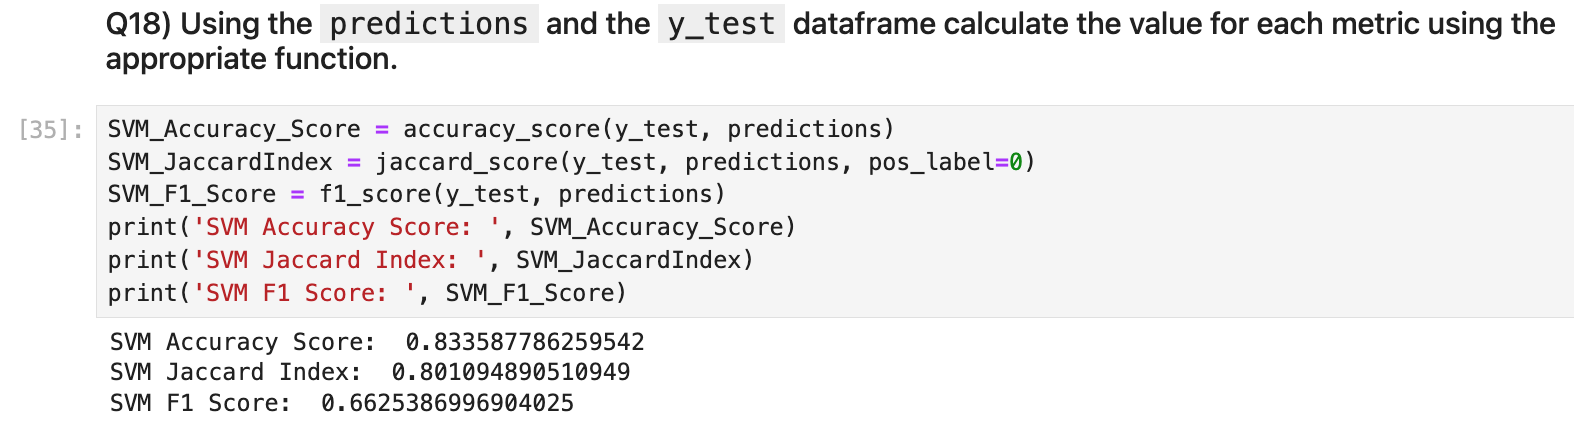 Q18) Using the predictions and the y_test dataframe calculate the value for each metric using the
appropriate function.
[35]:
SVM_Accuracy_Score = accuracy_score(y_test, predictions)
SVM_JaccardIndex = jaccard_score(y_test, predictions, pos_label=0)
SVM_F1_Score = f1_score(y_test, predictions)
print('SVM Accuracy Score: ', SVM_Accuracy_Score)
print('SVM Jaccard Index: ', SVM_JaccardIndex)
print('SVM F1 Score: ', SVM_F1_Score)
SVM Accuracy Score:  0.833587786259542
SVM Jaccard Index:  0.801094890510949
SVM F1 Score:  0.6625386996904025